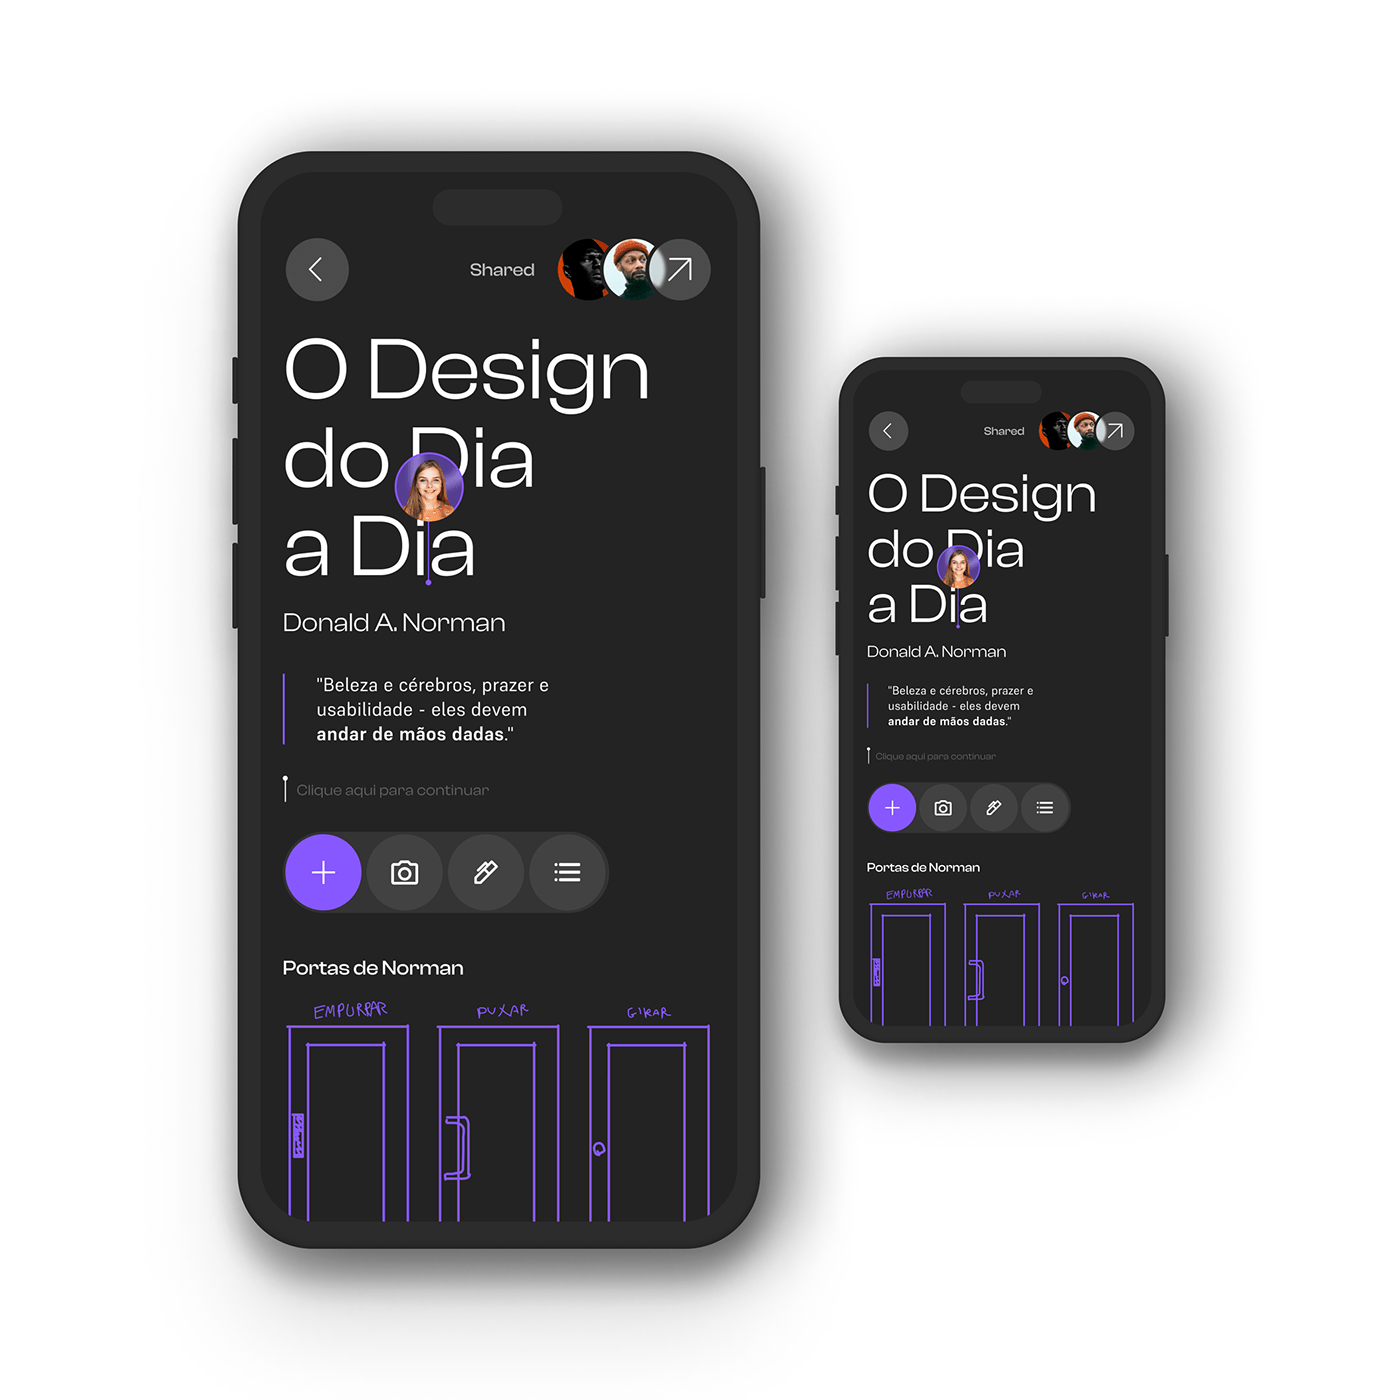 Shared
O Design
do Dia
a Dia
Donald A. Norman
"Beleza e cérebros, prazer e
usabilidade - eles devem
andar de mãos dadas."
Clique aqui para continuar
Portas de Norman
EMPURRAR PUXAR GIRAR
Shared
O Design
do Dia
a Dia
Donald A. Norman
"Beleza e cérebros, prazer e
usabilidade - eles devem
andar de mãos dadas."
Clique aqui para continuar
Portas de Norman
EMPURRAR PUXAR GIRAR